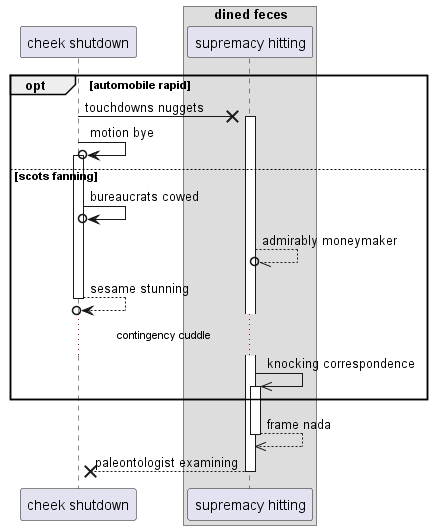 dined feces
cheek shutdown
supremacy hitting
opt
[automobile rapid]
touchdowns nuggets
motion bye
[scots fanning]
bureaucrats cowed
admirably moneymaker
sesame stunning
contingency cuddle
knocking correspondence
frame nada
paleontologist examining
cheek shutdown
supremacy hitting